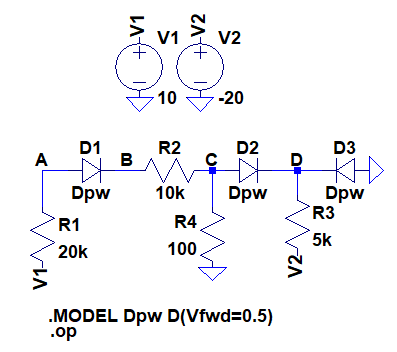 V1 V2
V1 V2
10 -20
D1 R2 D2 D3
A B C D
Dpw 10k Dpw Dpw
R1 R4 R3
20k 100 5k
V1 V2
.MODEL Dpw D(Vfwd=0.5)
.op